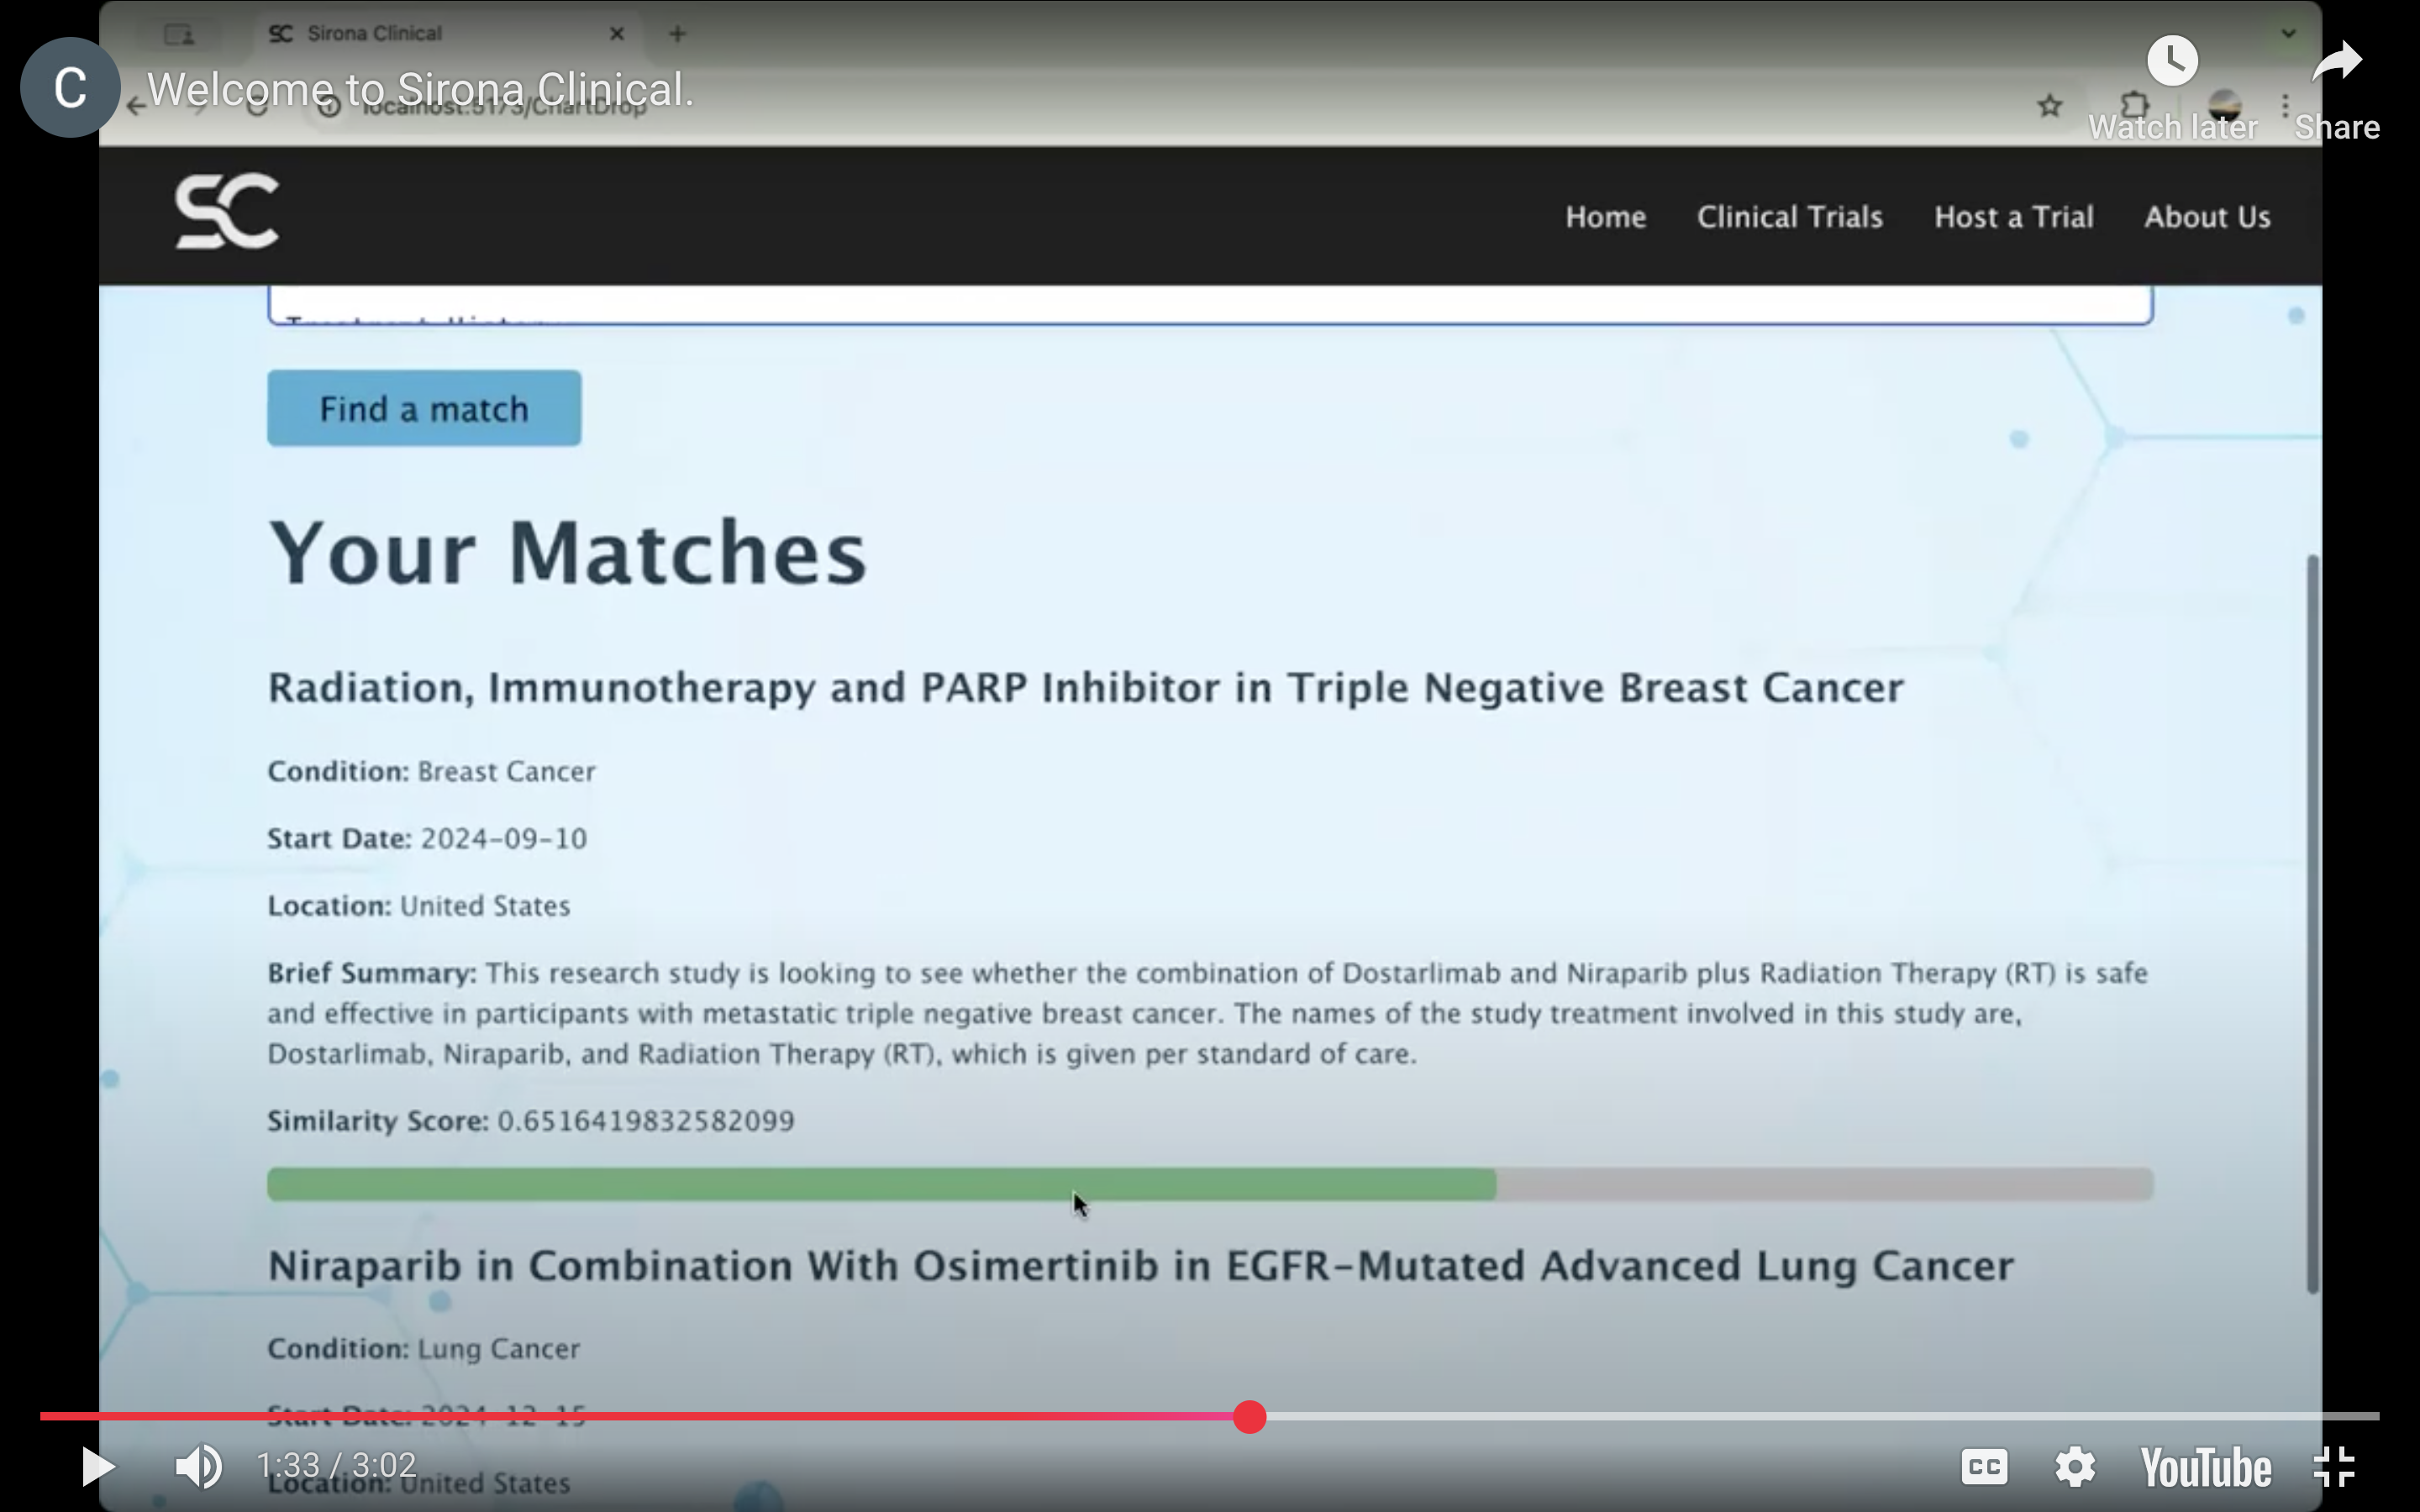 SC Sirona Clinical
C Welcome to Sirona Clinical.
localhost:5173/ChartDrop
Watch later Share
SC
Home Clinical Trials Host a Trial About Us
Treatment History
Find a match
Your Matches
Radiation, Immunotherapy and PARP Inhibitor in Triple Negative Breast Cancer
Condition: Breast Cancer
Start Date: 2024-09-10
Location: United States
Brief Summary: This research study is looking to see whether the combination of Dostarlimab and Niraparib plus Radiation Therapy (RT) is safe
and effective in participants with metastatic triple negative breast cancer. The names of the study treatment involved in this study are,
Dostarlimab, Niraparib, and Radiation Therapy (RT), which is given per standard of care.
Similarity Score: 0.6516419832582099
Niraparib in Combination With Osimertinib in EGFR-Mutated Advanced Lung Cancer
Condition: Lung Cancer
Start Date: 2024-12-15
1:33 / 3:02
CC
YouTube
Location: United States